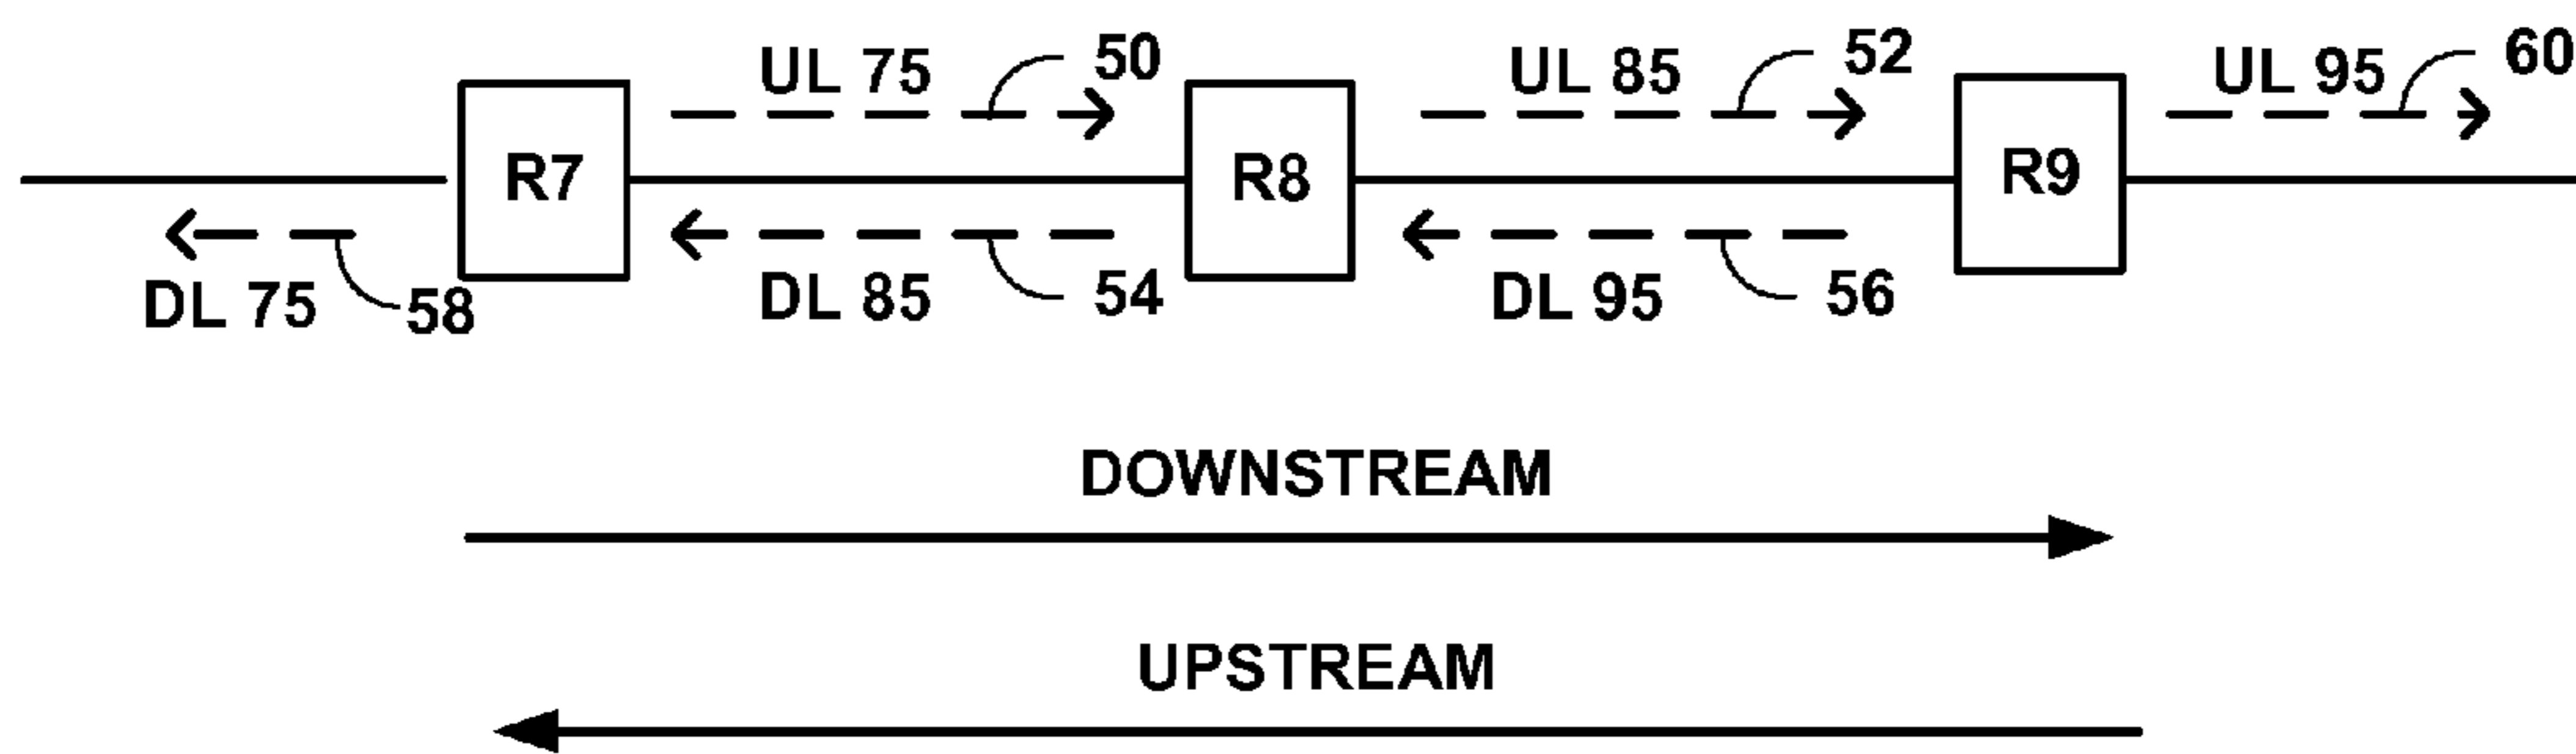 UL 75 50 UL 85 52 UL 95 60
R7 R8 R9
DL 75 58 DL 85 54 DL 95 56
DOWNSTREAM
UPSTREAM